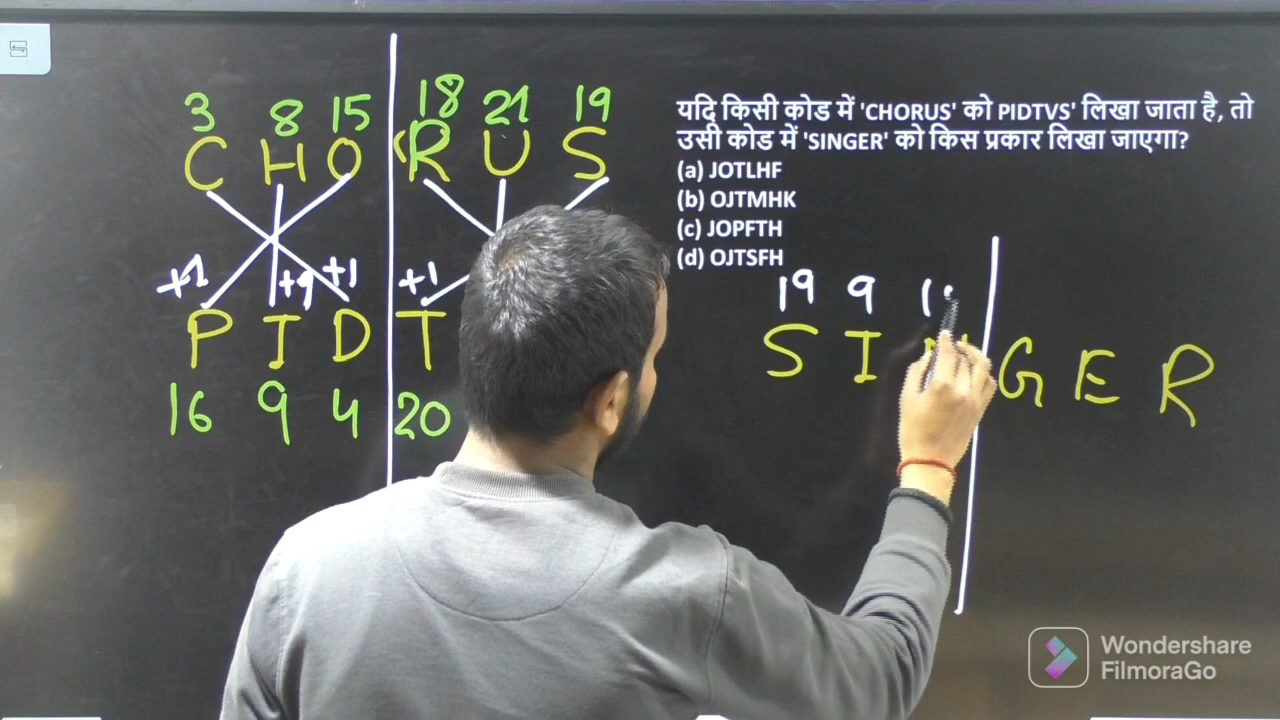 3 8 15 18 21 19
C H O R U S
+1 +1 +1 +1
P I D T
16 9 4 20
यदि किसी कोड में 'CHORUS' को PIDTVS' लिखा जाता है, तो
उसी कोड में 'SINGER' को किस प्रकार लिखा जाएगा?
(a) JOTLHF
(b) OJTMHK
(c) JOPFTH
(d) OJTSFH
19 9 1
S I N G E R
Wondershare
FilmoraGo